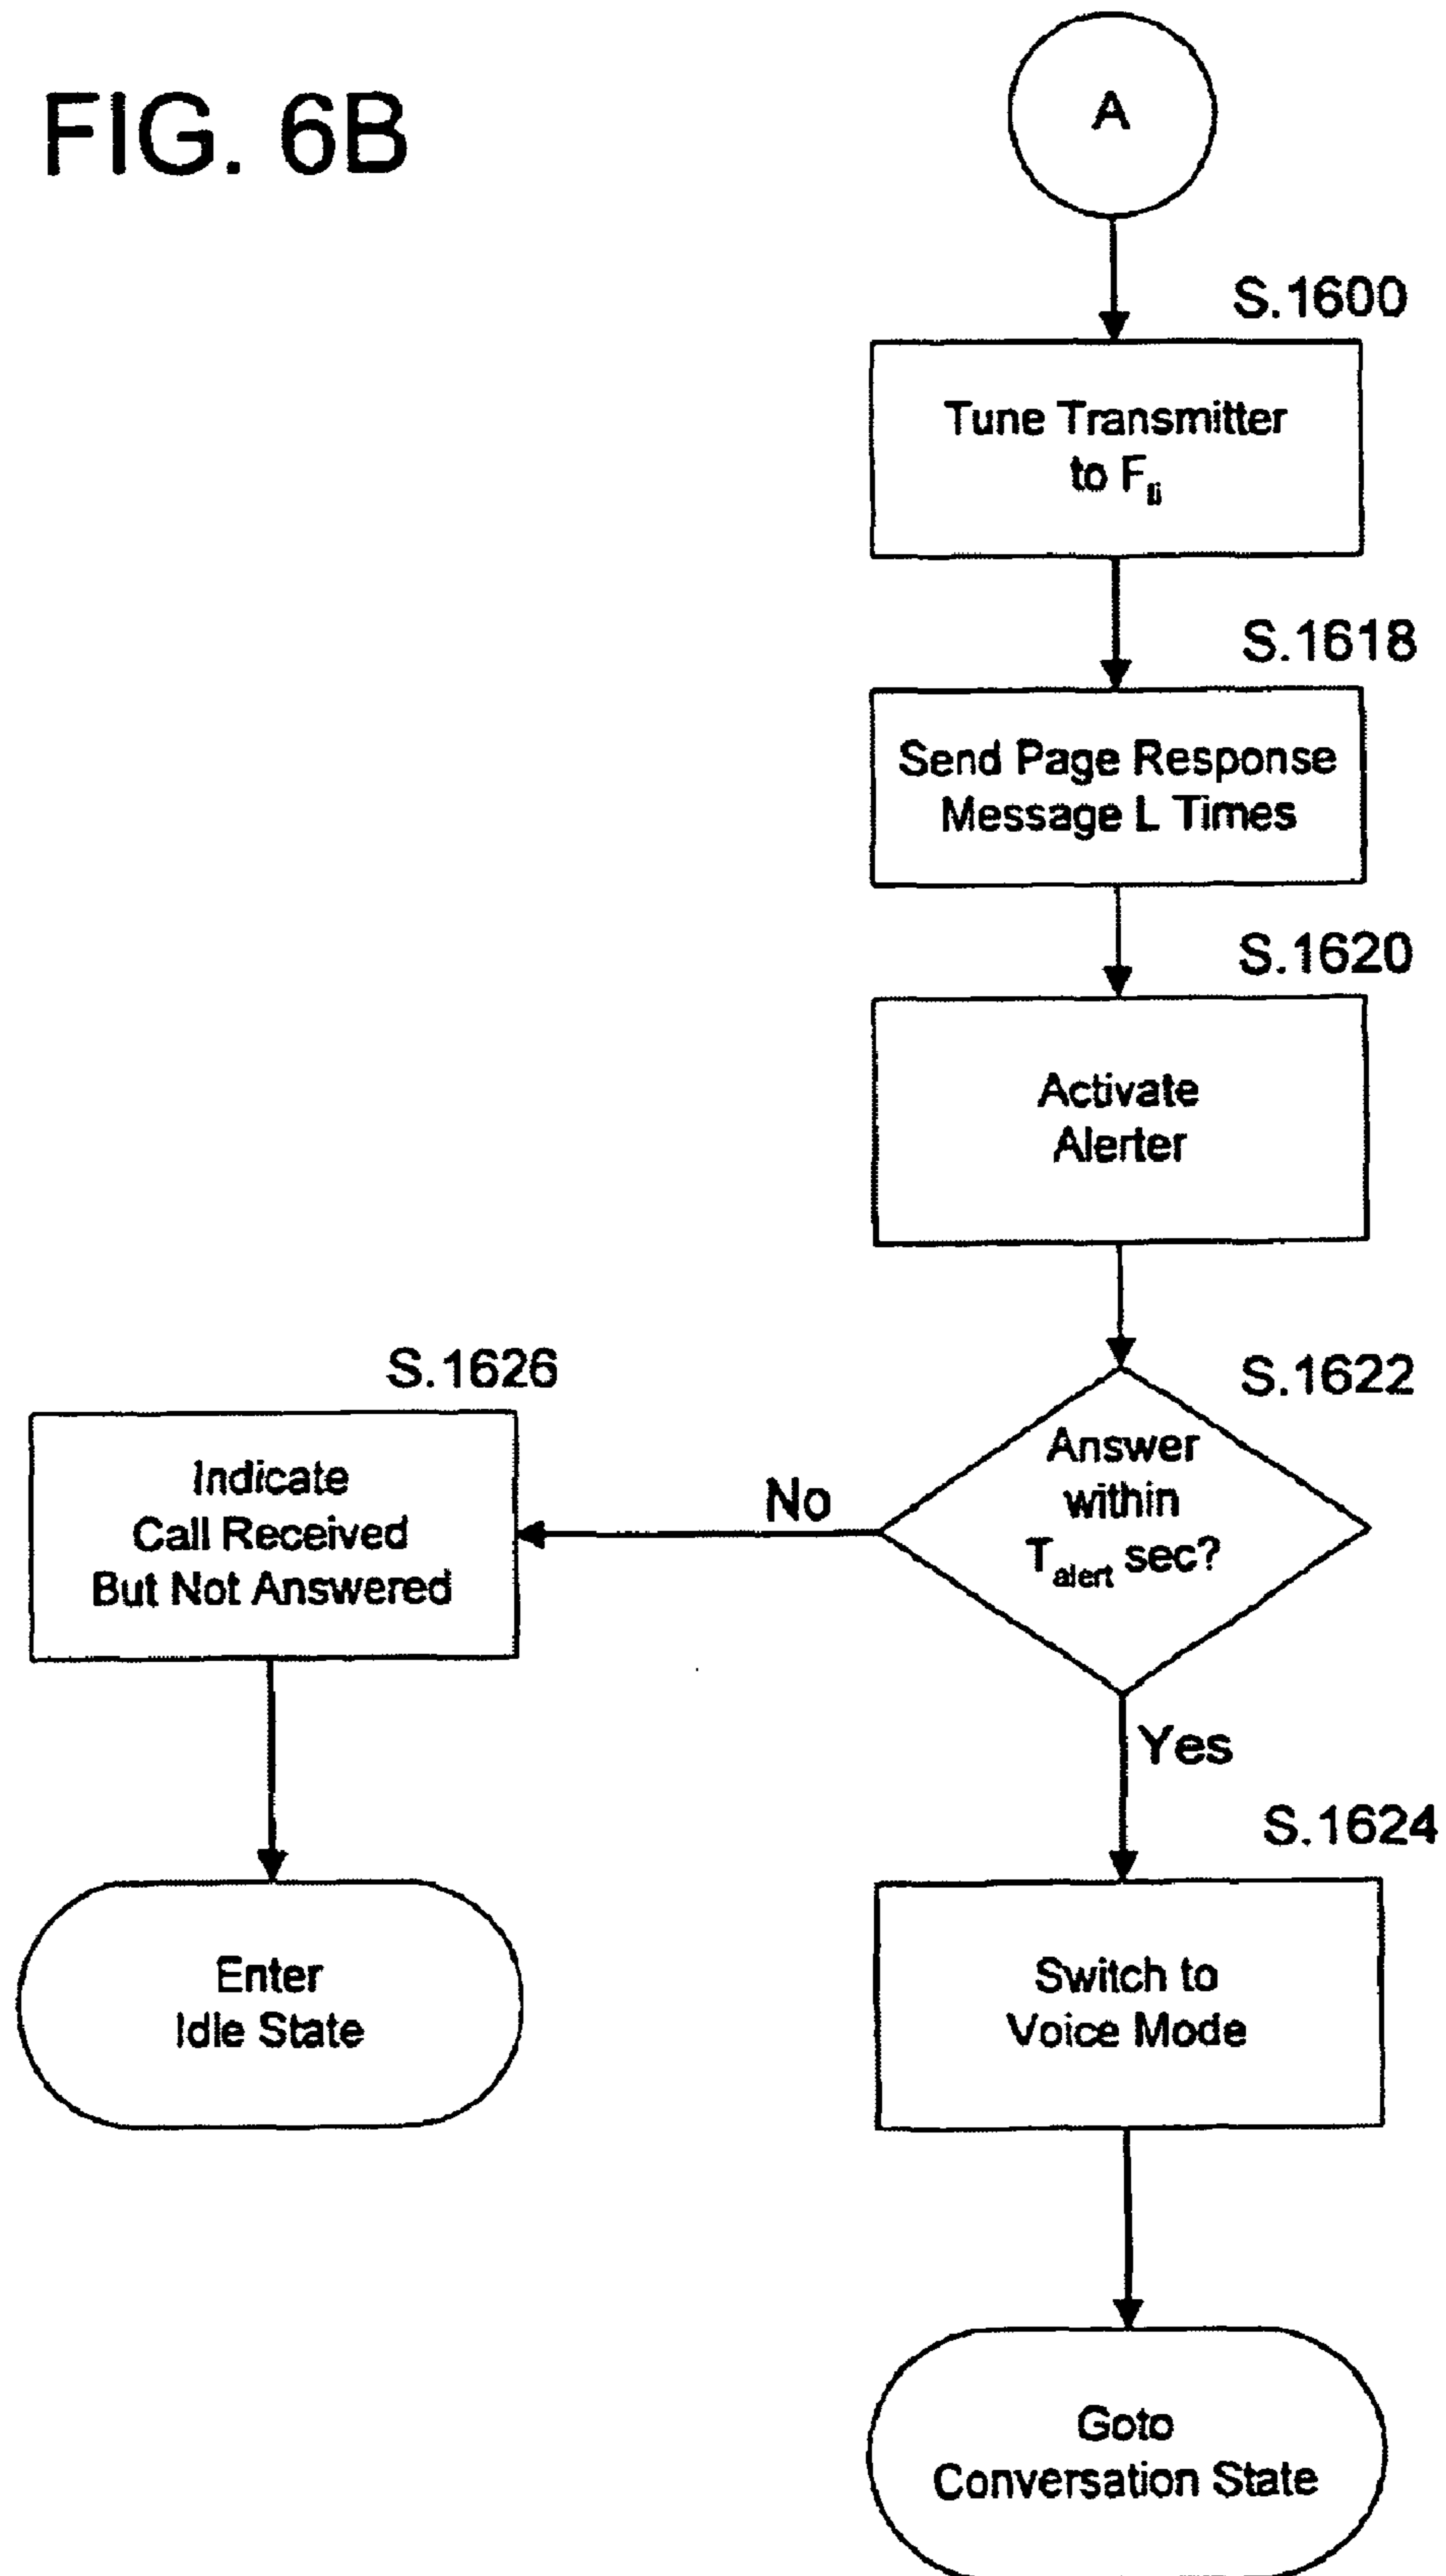 FIG. 6B
A
S.1600
Tune Transmitter
to F
S.1618
Send Page Response
Message L Times
S.1620
Activate
Alerter
S.1622
Answer
within
Talert sec?
No
S.1626
Indicate
Call Received
But Not Answered
Yes
S.1624
Enter
Idle State
Switch to
Voice Mode
Goto
Conversation State